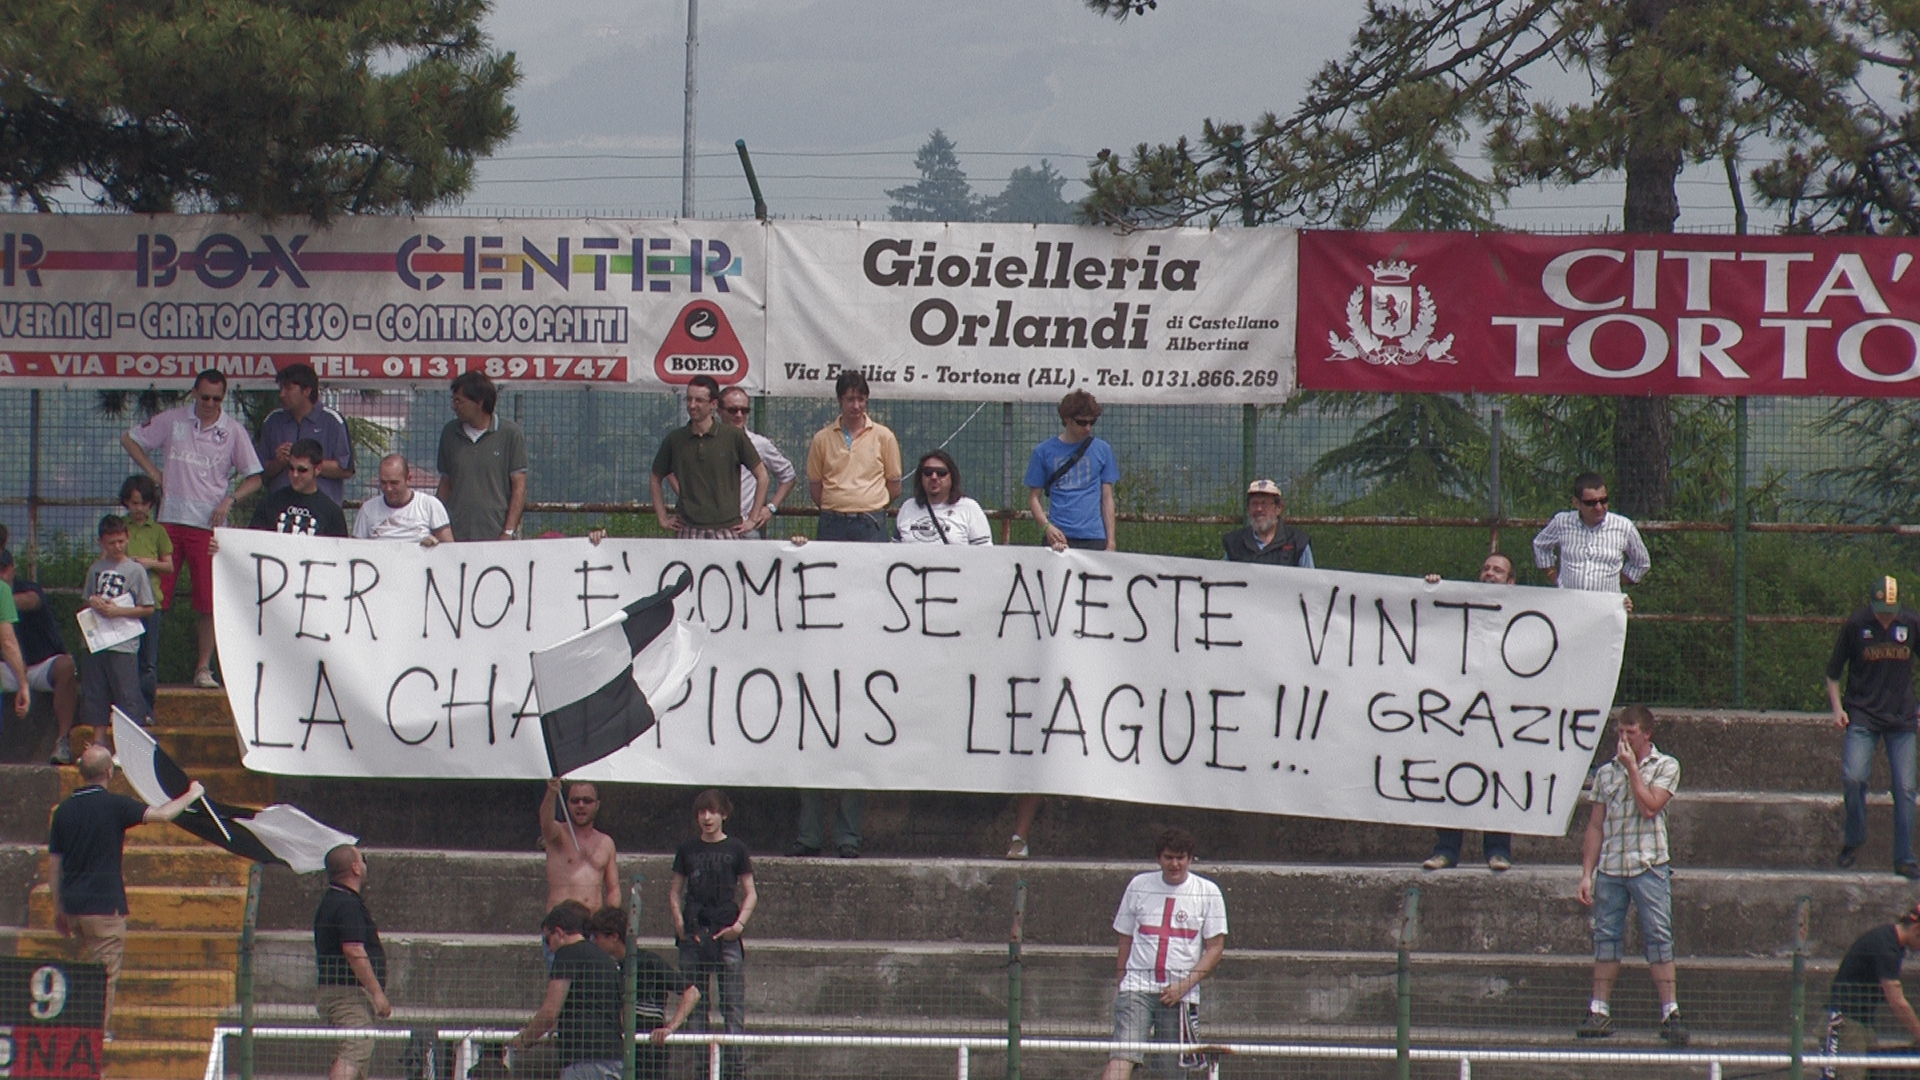 R BOX CENTER
VERNICI - CARTONGESSO - CONTROSOFFITTI
A - VIA POSTUMIA TEL. 0131 891747
BOERO
Gioielleria
Orlandi
di Castellano
Albertina
Via Emilia 5 - Tortona (AL) - Tel. 0131.866.269
CITTA'
TORTO
PER NOI E' COME SE AVESTE VINTO
LA CHAMPIONS LEAGUE!!!...
GRAZIE
LEONI
9
NA